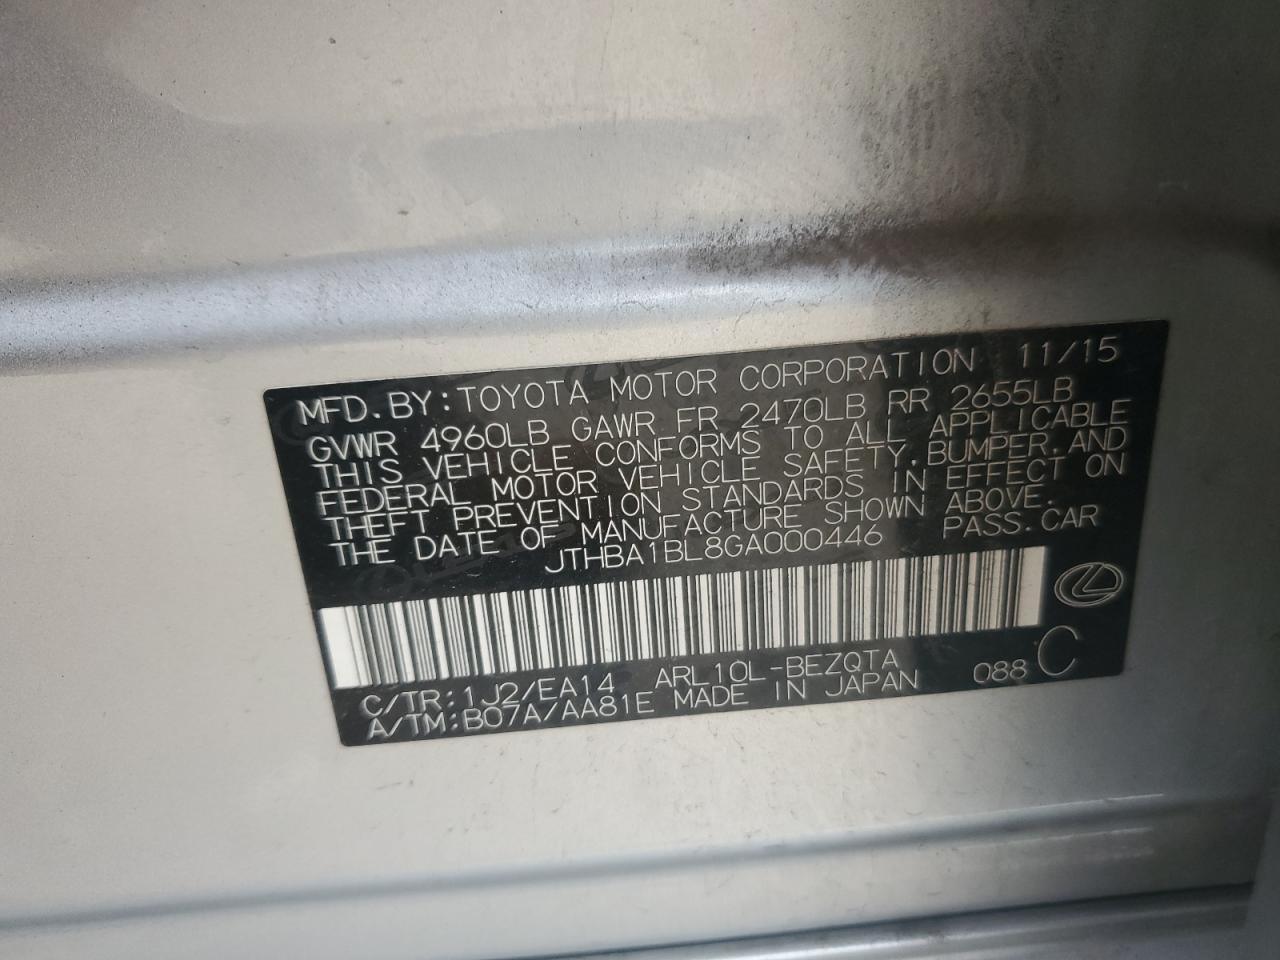 MFD.BY:TOYOTA MOTOR CORPORATION 11/15
GVWR 4960LB GAWR FR 2470LB RR 2655LB
THIS VEHICLE CONFORMS TO ALL APPLICABLE
FEDERAL MOTOR VEHICLE SAFETY,BUMPER,AND
THEFT PREVENTION STANDARDS IN EFFECT ON
THE DATE OF MANUFACTURE SHOWN ABOVE.
JTHBA1BL8GA000446 PASS.CAR
C/TR:1J2/EA14 ARL10L-BEZQTA 088 C
A/TM:B07A/AA81E MADE IN JAPAN